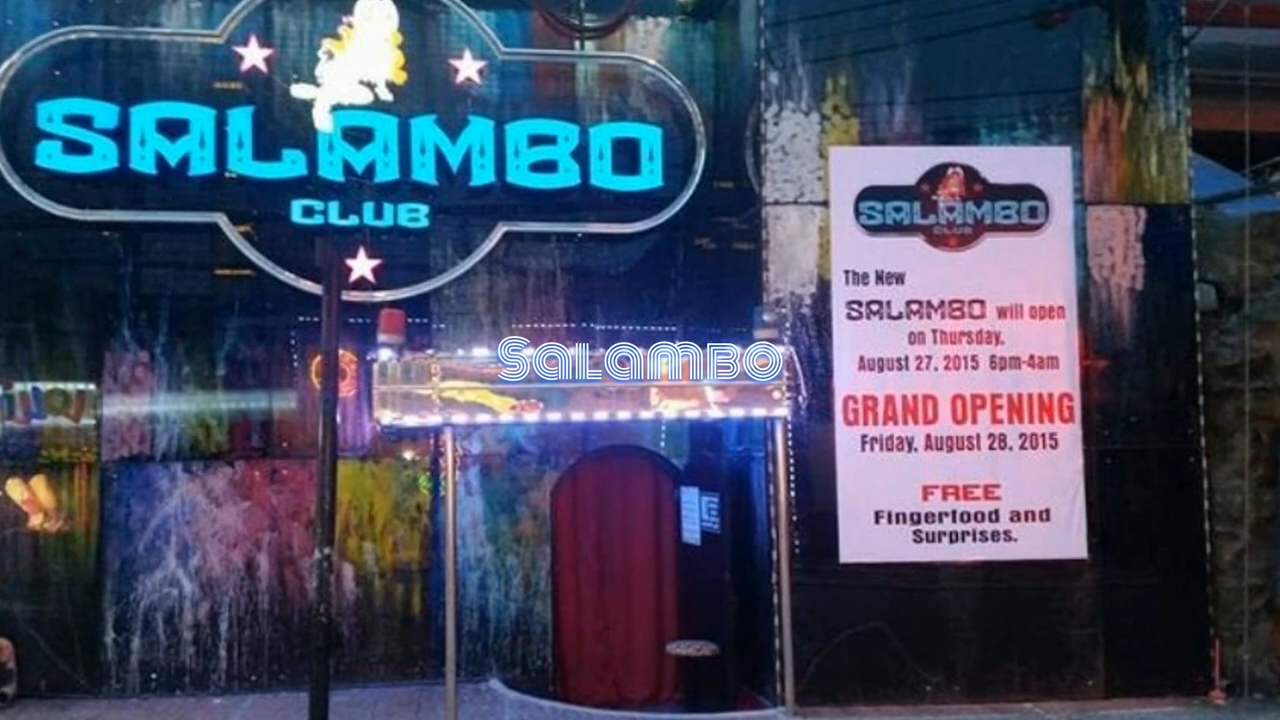 SALAMBO
CLUB
SALAMBO
SALAMBO
CLUB
The New
SALAMBO will open
on Thursday,
August 27, 2015 6pm-4am
GRAND OPENING
Friday, August 28, 2015
FREE
Fingerfood and
Surprises.